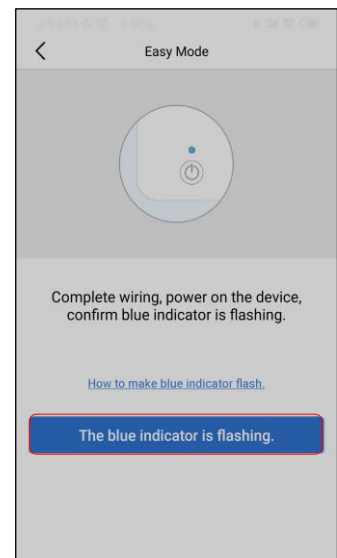 Easy Mode
Complete wiring, power on the device,
confirm blue indicator is flashing.
How to make blue indicator flash.
The blue indicator is flashing.